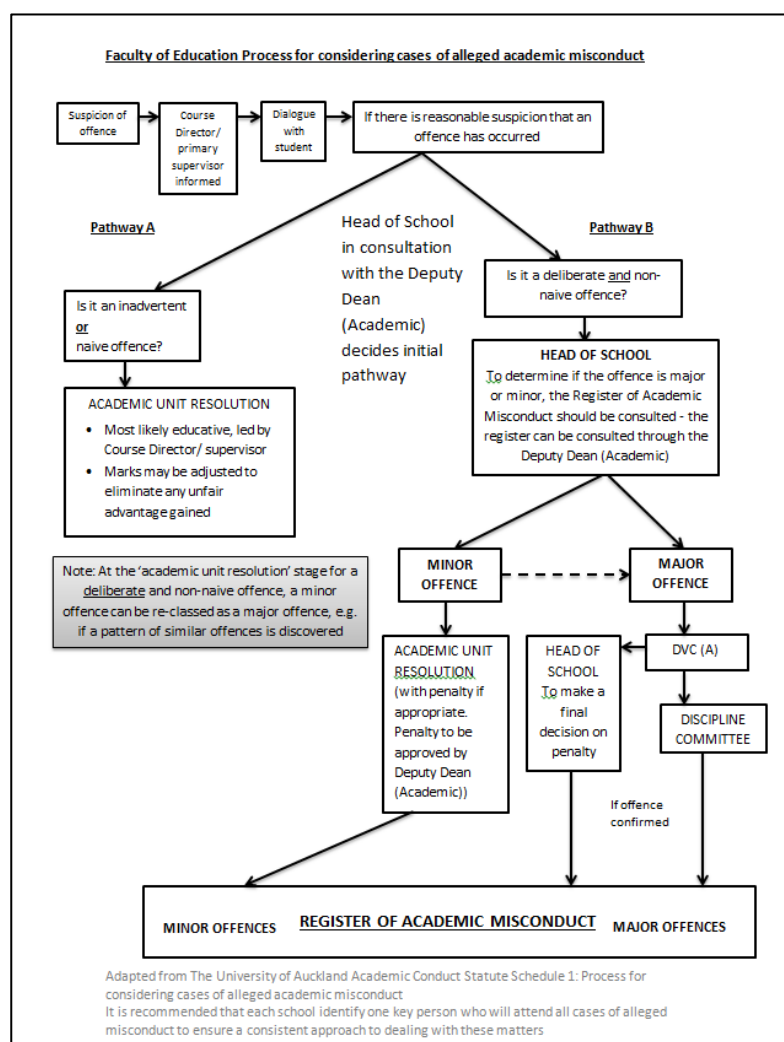 Faculty of Education Process for considering cases of alleged academic misconduct
Suspicion of
offence
Course
Director/
primary
supervisor
informed
Dialogue
with
student
If there is reasonable suspicion that an
offence has occurred
Pathway A
Head of School
in consultation
with the Deputy
Dean
(Academic)
decides initial
pathway
Pathway B
Is it an inadvertent
or
naive offence?
Is it a deliberate and non-
naive offence?
ACADEMIC UNIT RESOLUTION
• Most likely educative, led by
Course Director/ supervisor
• Marks may be adjusted to
eliminate any unfair
advantage gained
HEAD OF SCHOOL
To determine if the offence is major
or minor, the Register of Academic
Misconduct should be consulted - the
register can be consulted through the
Deputy Dean (Academic)
Note: At the ‘academic unit resolution’ stage for a
deliberate and non-naive offence, a minor
offence can be re-classed as a major offence, e.g.
if a pattern of similar offences is discovered
MINOR
OFFENCE
MAJOR
OFFENCE
ACADEMIC UNIT
RESOLUTION
(with penalty if
appropriate.
Penalty to be
approved by
Deputy Dean
(Academic))
HEAD OF
SCHOOL
To make a
final
decision on
penalty
DVC (A)
DISCIPLINE
COMMITTEE
If offence
confirmed
MINOR OFFENCES REGISTER OF ACADEMIC MISCONDUCT MAJOR OFFENCES
Adapted from The University of Auckland Academic Conduct Statute Schedule 1: Process for
considering cases of alleged academic misconduct
It is recommended that each school identify one key person who will attend all cases of alleged
misconduct to ensure a consistent approach to dealing with these matters